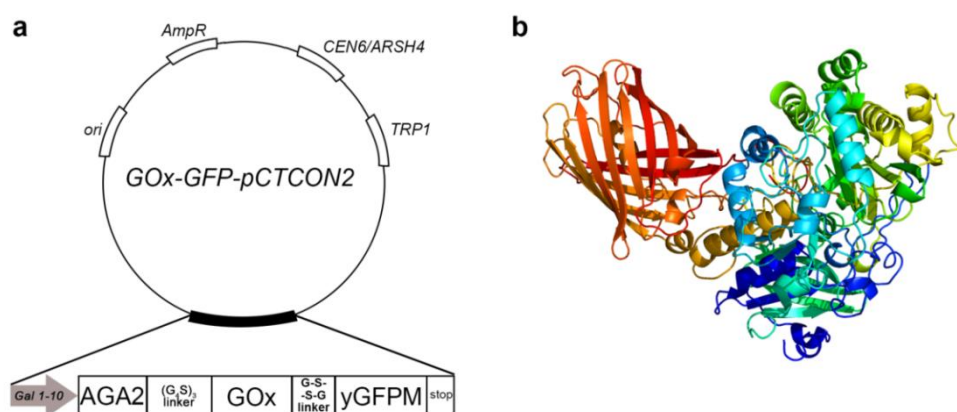 a
b
AmpR
CEN6/ARSH4
ori
TRP1
GOx-GFP-pCTCON2
Gal 1-10
AGA2
(G₄S)₃
linker
GOx
G-S-
-S-G
linker
yGFPM
stop